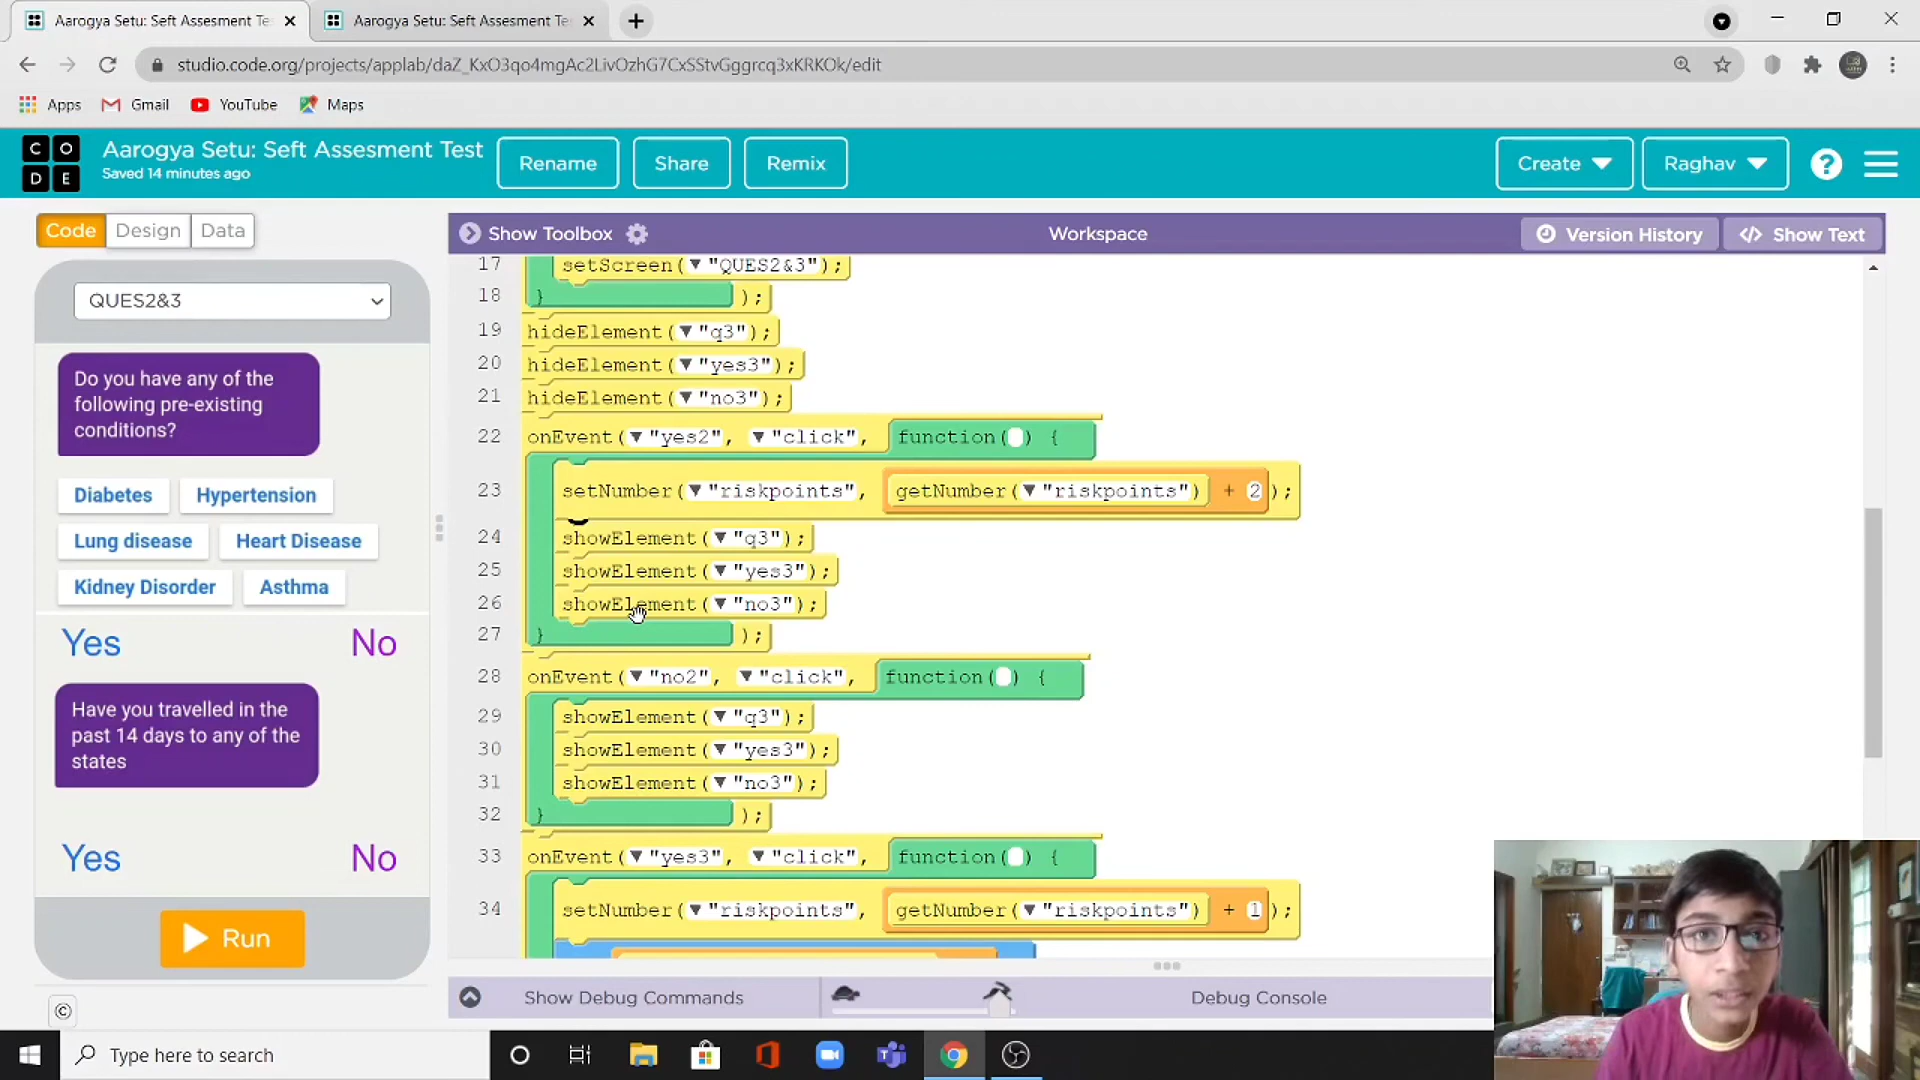 Aarogya Setu: Seft Assesment Te
Aarogya Setu: Seft Assesment Te
studio.code.org/projects/applab/daZ_KxO3qo4mgAc2LivOzhG7CxSStvGggrcq3xKRKOk/edit
Apps Gmail YouTube Maps
CODE
Aarogya Setu: Seft Assesment Test
Saved 14 minutes ago
Rename Share Remix Create Raghav ?
Code Design Data
Show Toolbox Workspace Version History </> Show Text
QUES2&3
Do you have any of the
following pre-existing
conditions?
Diabetes Hypertension
Lung disease Heart Disease
Kidney Disorder Asthma
Yes No
Have you travelled in the
past 14 days to any of the
states
Yes No
Run
©
17 setScreen("QUES2&3");
18 } );
19 hideElement("q3");
20 hideElement("yes3");
21 hideElement("no3");
22 onEvent("yes2", "click", function( ) {
23 setNumber("riskpoints", getNumber("riskpoints") + 2);
24 showElement("q3");
25 showElement("yes3");
26 showElement("no3");
27 } );
28 onEvent("no2", "click", function( ) {
29 showElement("q3");
30 showElement("yes3");
31 showElement("no3");
32 } );
33 onEvent("yes3", "click", function( ) {
34 setNumber("riskpoints", getNumber("riskpoints") + 1);
Show Debug Commands Debug Console
Type here to search